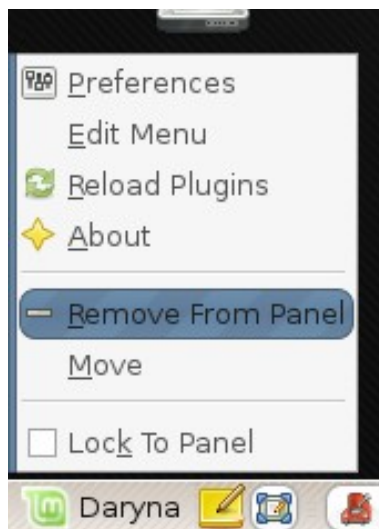 Preferences
Edit Menu
Reload Plugins
About
Remove From Panel
Move
Lock To Panel
Daryna